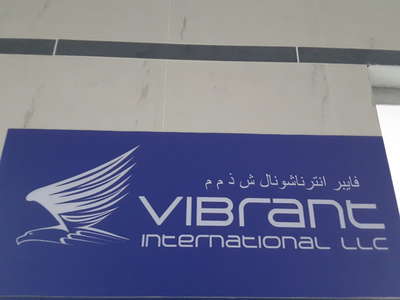 فايبر انترناشونال ش ذ م م
VIBRANT
INTERNATIONAL LLC